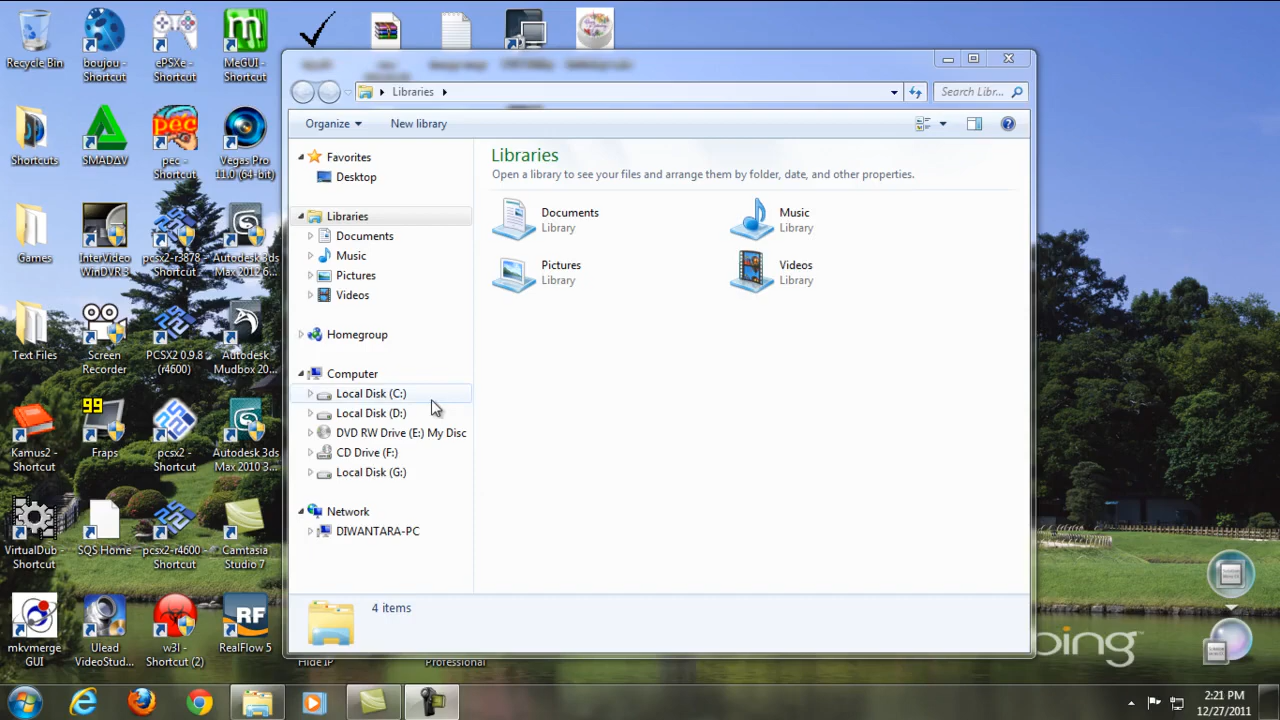 Recycle Bin
boujou - Shortcut
ePSXe - Shortcut
MeGUI - Shortcut
Shortcuts
SMADΔV
pec - Shortcut
Vegas Pro 11.0 (64-bit)
Games
InterVideo WinDVR 3
pcsx2-r3878 - Shortcut
Autodesk 3ds Max 2012 6...
Text Files
Screen Recorder
PCSX2 0.9.8 (r4600)
Autodesk Mudbox 20...
Kamus2 - Shortcut
99
Fraps
pcsx2 - Shortcut
Autodesk 3ds Max 2010 3...
VirtualDub - Shortcut
SQS Home
pcsx2-r4600 - Shortcut
Camtasia Studio 7
mkvmerge GUI
Ulead VideoStud...
w3l - Shortcut (2)
RF
RealFlow 5
Hide IP
Professional
Libraries
Search Libr...
Organize
New library
Favorites
Desktop
Libraries
Documents
Music
Pictures
Videos
Homegroup
Computer
Local Disk (C:)
Local Disk (D:)
DVD RW Drive (E:) My Disc
CD Drive (F:)
Local Disk (G:)
Network
DIWANTARA-PC
Libraries
Open a library to see your files and arrange them by folder, date, and other properties.
Documents
Library
Music
Library
Pictures
Library
Videos
Library
4 items
bing
2:21 PM
12/27/2011